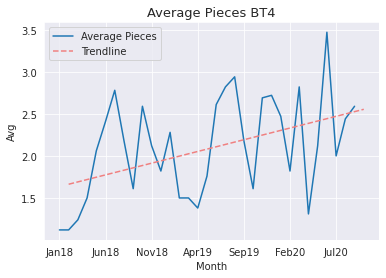 Average Pieces BT4
Average Pieces
Trendline
3.5
3.0
2.5
2.0
1.5
Avg
Jan18 Jun18 Nov18 Apr19 Sep19 Feb20 Jul20
Month